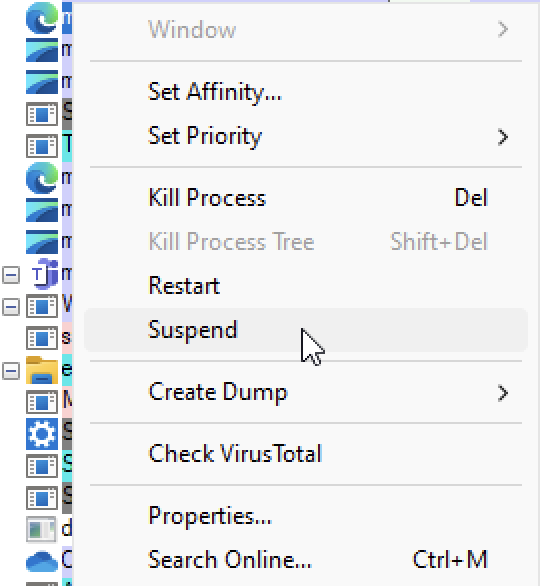 Window
Set Affinity...
Set Priority
Kill Process Del
Kill Process Tree Shift+Del
Restart
Suspend
Create Dump
Check VirusTotal
Properties...
Search Online... Ctrl+M